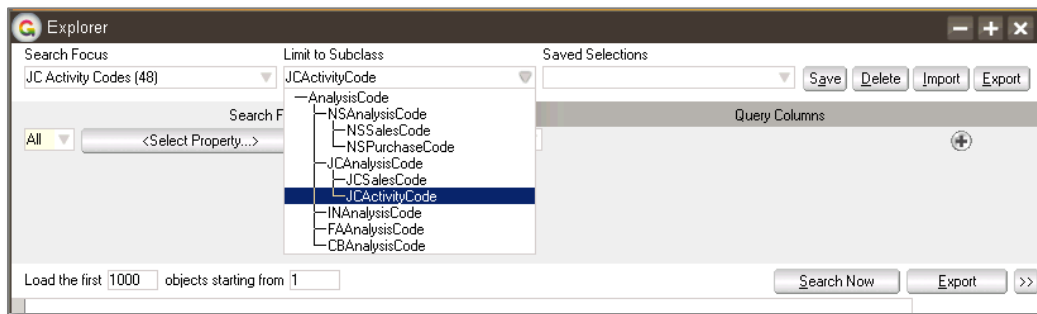 Explorer
Search Focus Limit to Subclass Saved Selections
JC Activity Codes (48) JCActivityCode Save Delete Import Export
AnalysisCode
Search F Query Columns
NSAnalysisCode
All <Select Property...> NSSalesCode
NSPurchaseCode
JCAnalysisCode
JCSalesCode
JCActivityCode
INAnalysisCode
FAAnalysisCode
CBAnalysisCode
Load the first 1000 objects starting from 1 Search Now Export >>